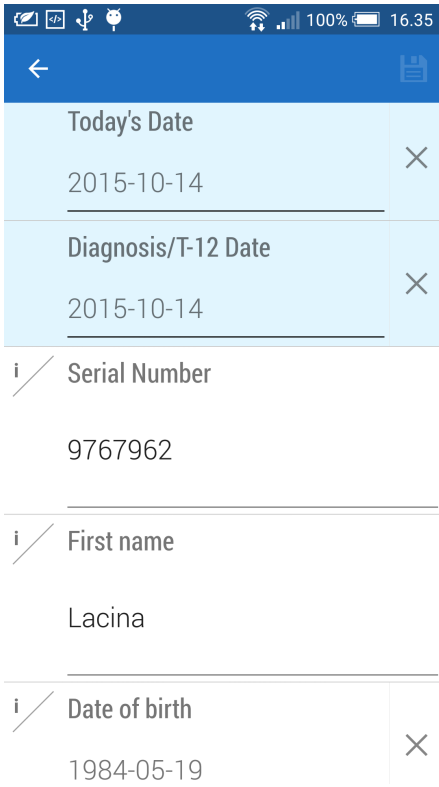 100% 16.35
Today's Date
2015-10-14
Diagnosis/T-12 Date
2015-10-14
i Serial Number
9767962
i First name
Lacina
i Date of birth
1984-05-19